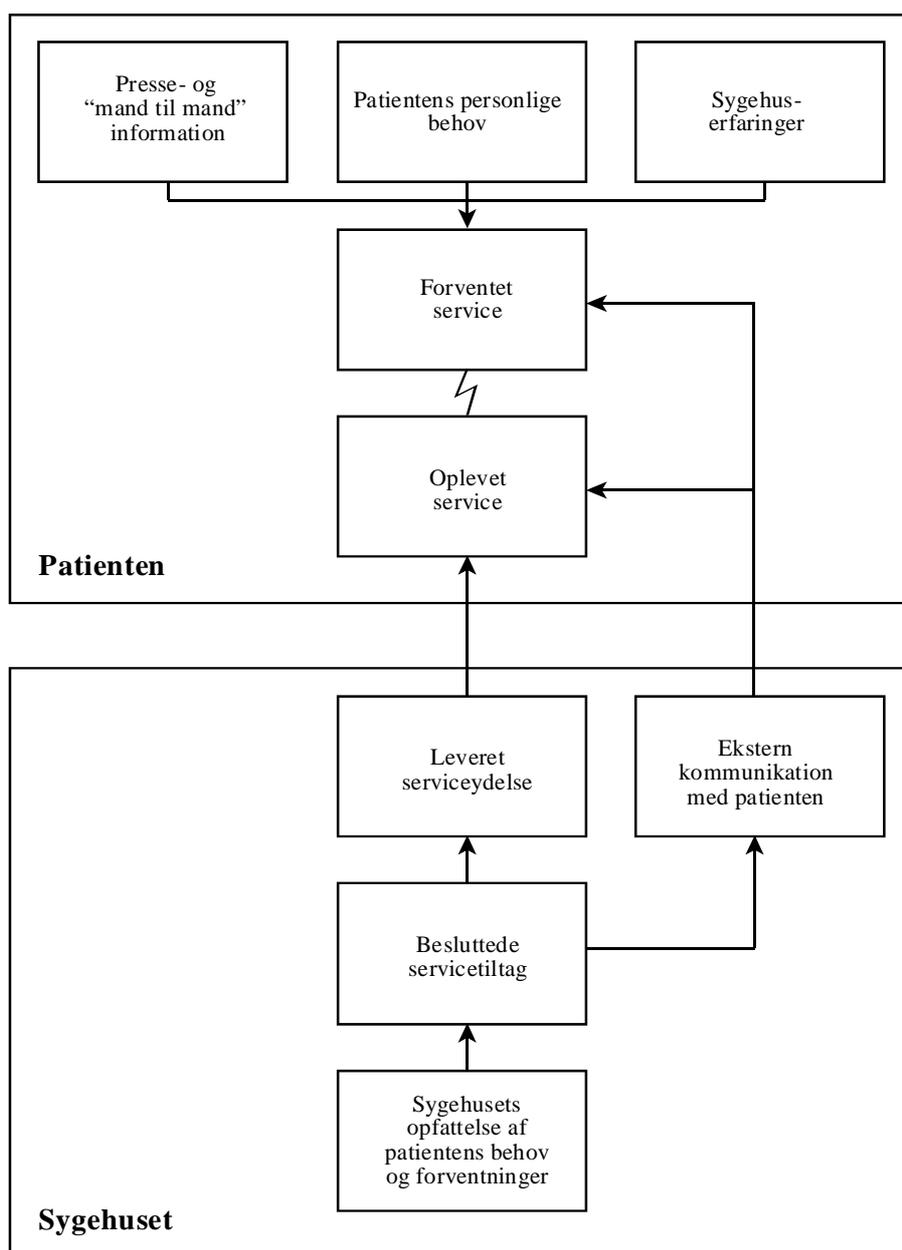 Presse- og
“mand til mand”
information
Patientens personlige
behov
Sygehus-
erfaringer
Forventet
service
Oplevet
service
Patienten
Leveret
serviceydelse
Ekstern
kommunikation
med patienten
Besluttede
servicetiltag
Sygehusets
opfattelse af
patientens behov
og forventninger
Sygehuset